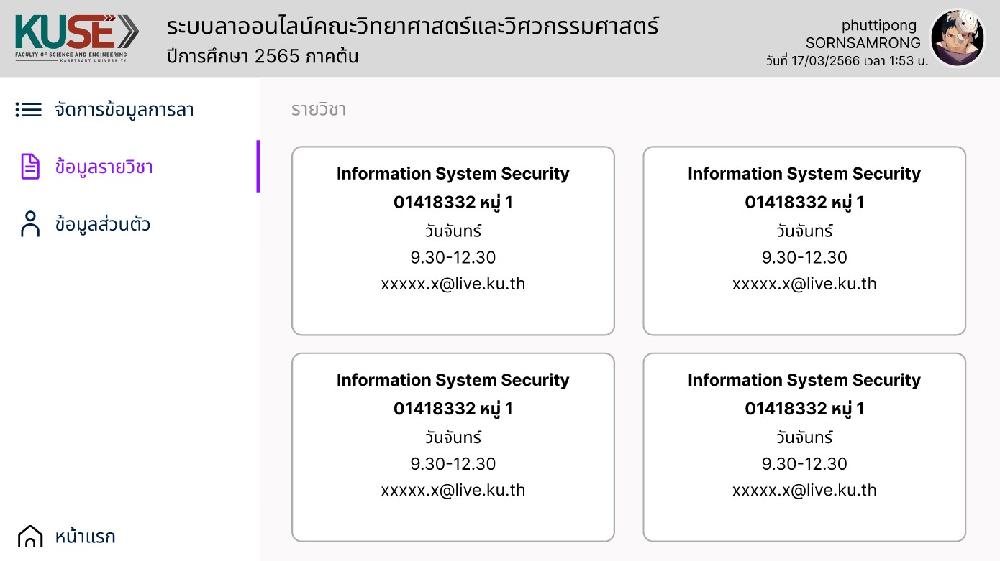 KUSE
FACULTY OF SCIENCE AND ENGINEERING
KASETSART UNIVERSITY
ระบบลาออนไลน์คณะวิทยาศาสตร์และวิศวกรรมศาสตร์
ปีการศึกษา 2565 ภาคต้น
phuttipong
SORNSAMRONG
วันที่ 17/03/2566 เวลา 1:53 น.
จัดการข้อมูลการลา
ข้อมูลรายวิชา
ข้อมูลส่วนตัว
หน้าแรก
รายวิชา
Information System Security
01418332 หมู่ 1
วันจันทร์
9.30-12.30
xxxxx.x@live.ku.th
Information System Security
01418332 หมู่ 1
วันจันทร์
9.30-12.30
xxxxx.x@live.ku.th
Information System Security
01418332 หมู่ 1
วันจันทร์
9.30-12.30
xxxxx.x@live.ku.th
Information System Security
01418332 หมู่ 1
วันจันทร์
9.30-12.30
xxxxx.x@live.ku.th